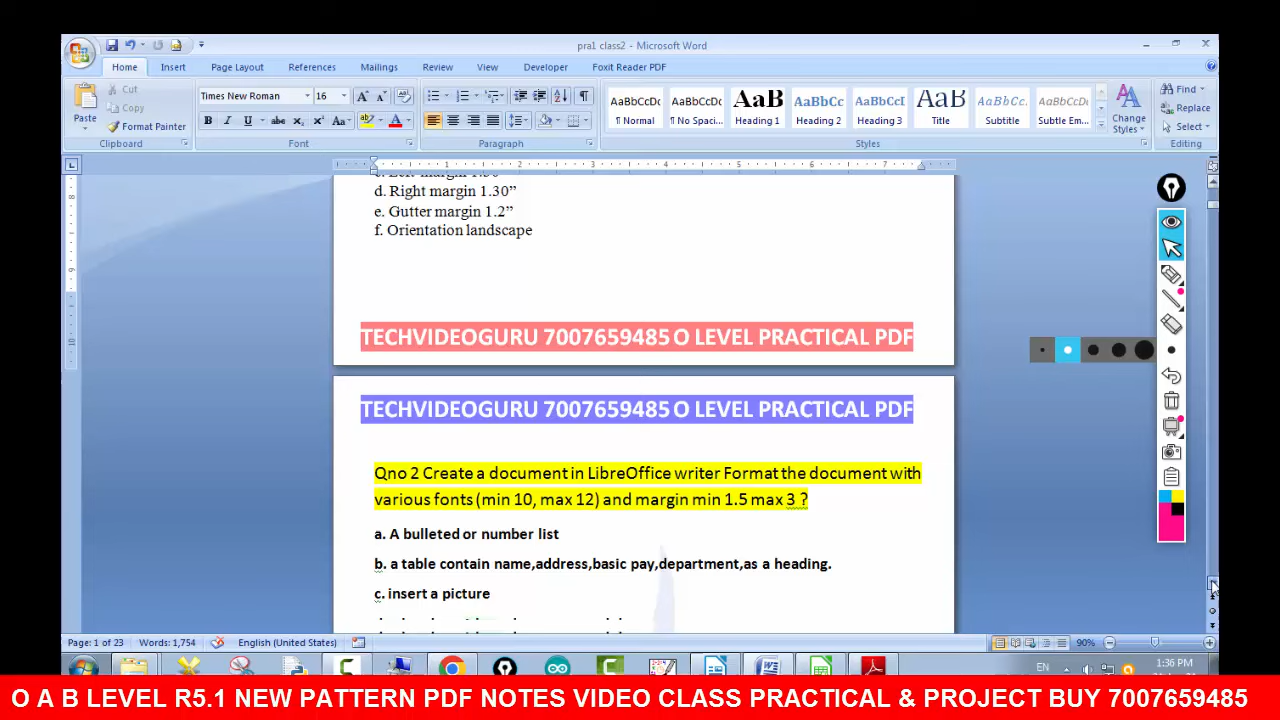 pra1 class2 - Microsoft Word
Home Insert Page Layout References Mailings Review View Developer Foxit Reader PDF
Paste
Cut
Copy
Format Painter
Clipboard
Times New Roman 16
Font
Paragraph
AaBbCcDc AaBbCcDc AaB AaBbCc AaBbCcI AaB AaBbCc. AaBbCcDc
¶ Normal ¶ No Spaci... Heading 1 Heading 2 Heading 3 Title Subtitle Subtle Em...
Styles
Change Styles
Find
Replace
Select
Editing
1 2 3 4 5 6 7
d. Right margin 1.30”
e. Gutter margin 1.2”
f. Orientation landscape
TECHVIDEOGURU 7007659485 O LEVEL PRACTICAL PDF
TECHVIDEOGURU 7007659485 O LEVEL PRACTICAL PDF
Qno 2 Create a document in LibreOffice writer Format the document with
various fonts (min 10, max 12) and margin min 1.5 max 3 ?
a. A bulleted or number list
b. a table contain name,address,basic pay,department,as a heading.
c. insert a picture
Page: 1 of 23 Words: 1,754 English (United States) 90%
EN 1:36 PM
O A B LEVEL R5.1 NEW PATTERN PDF NOTES VIDEO CLASS PRACTICAL & PROJECT BUY 7007659485